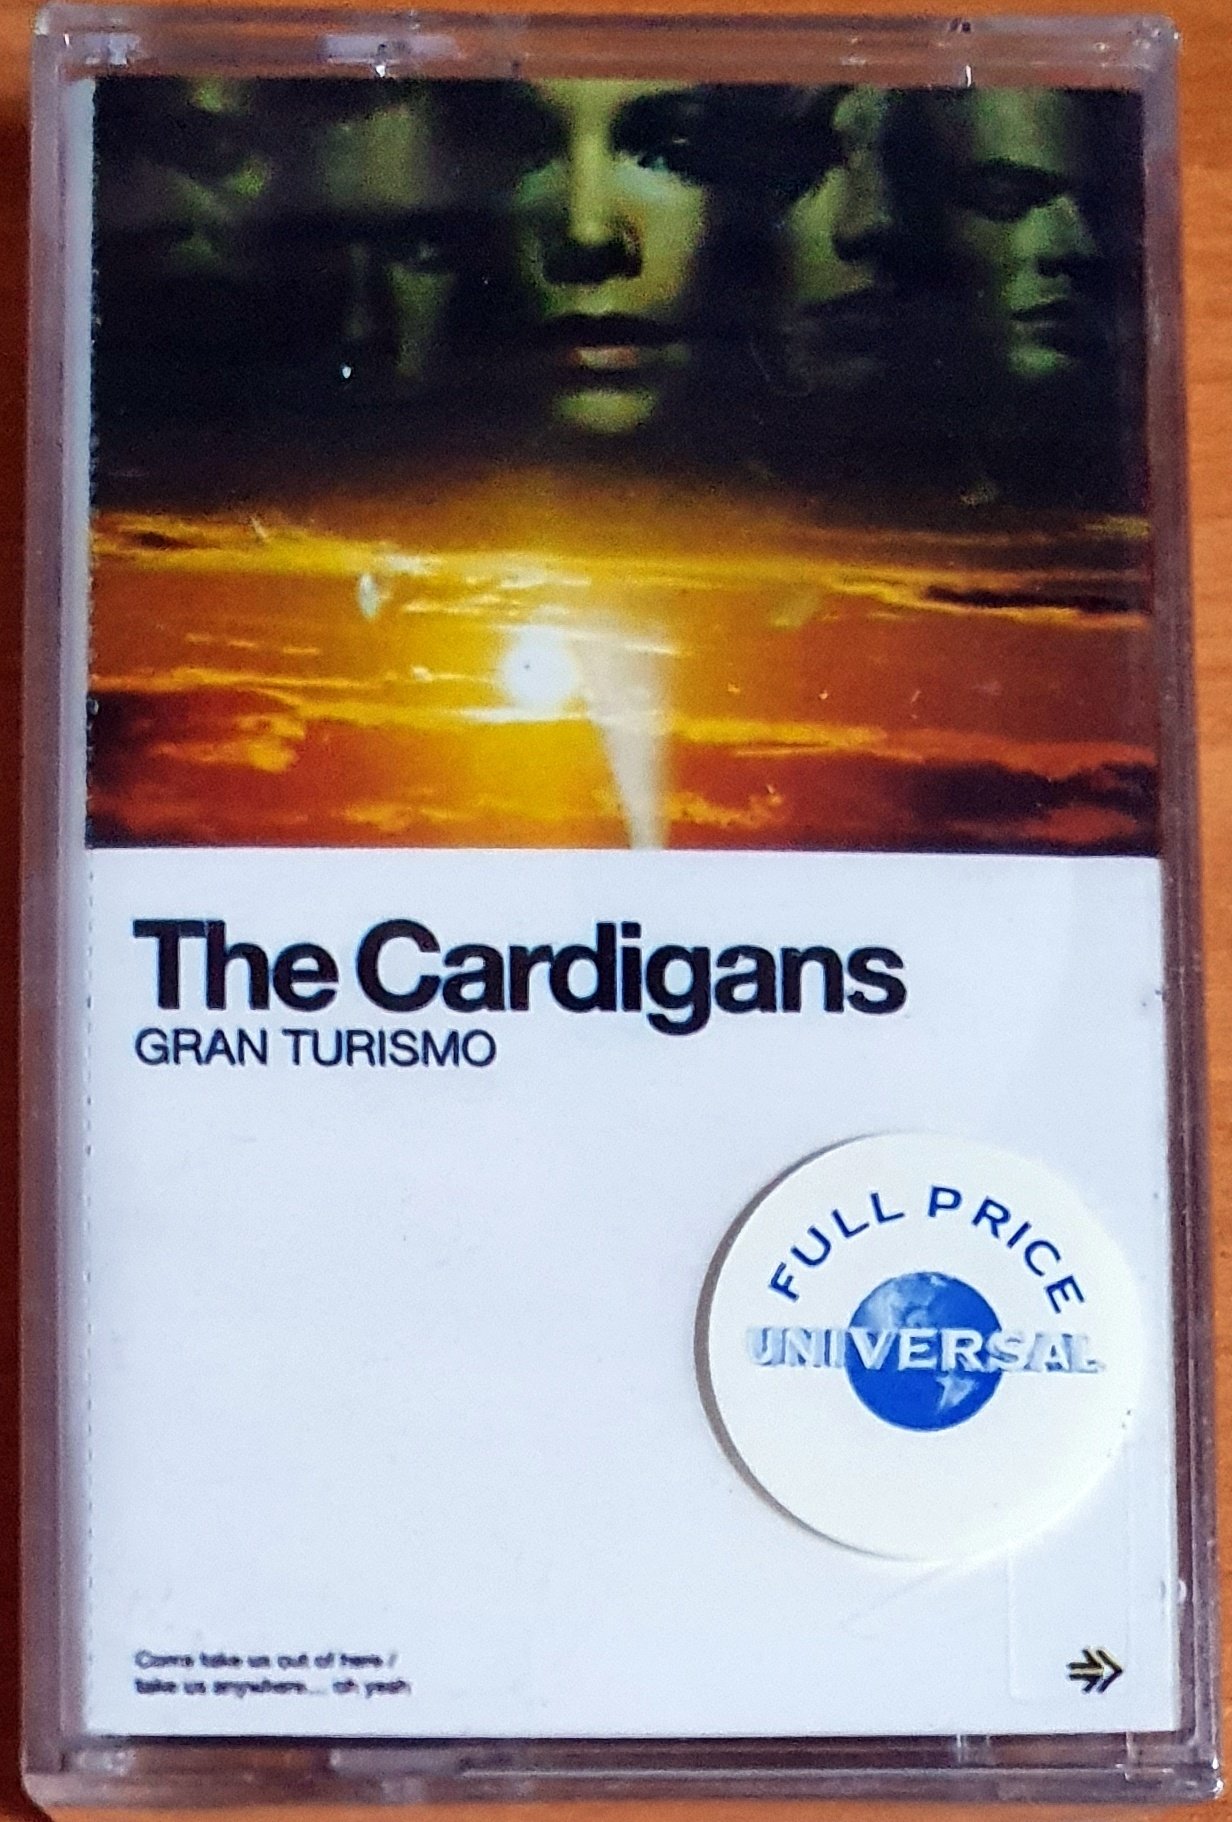 The Cardigans
GRAN TURISMO
FULL PRICE
UNIVERSAL
Come take us out of here /
take us anywhere... oh yeah